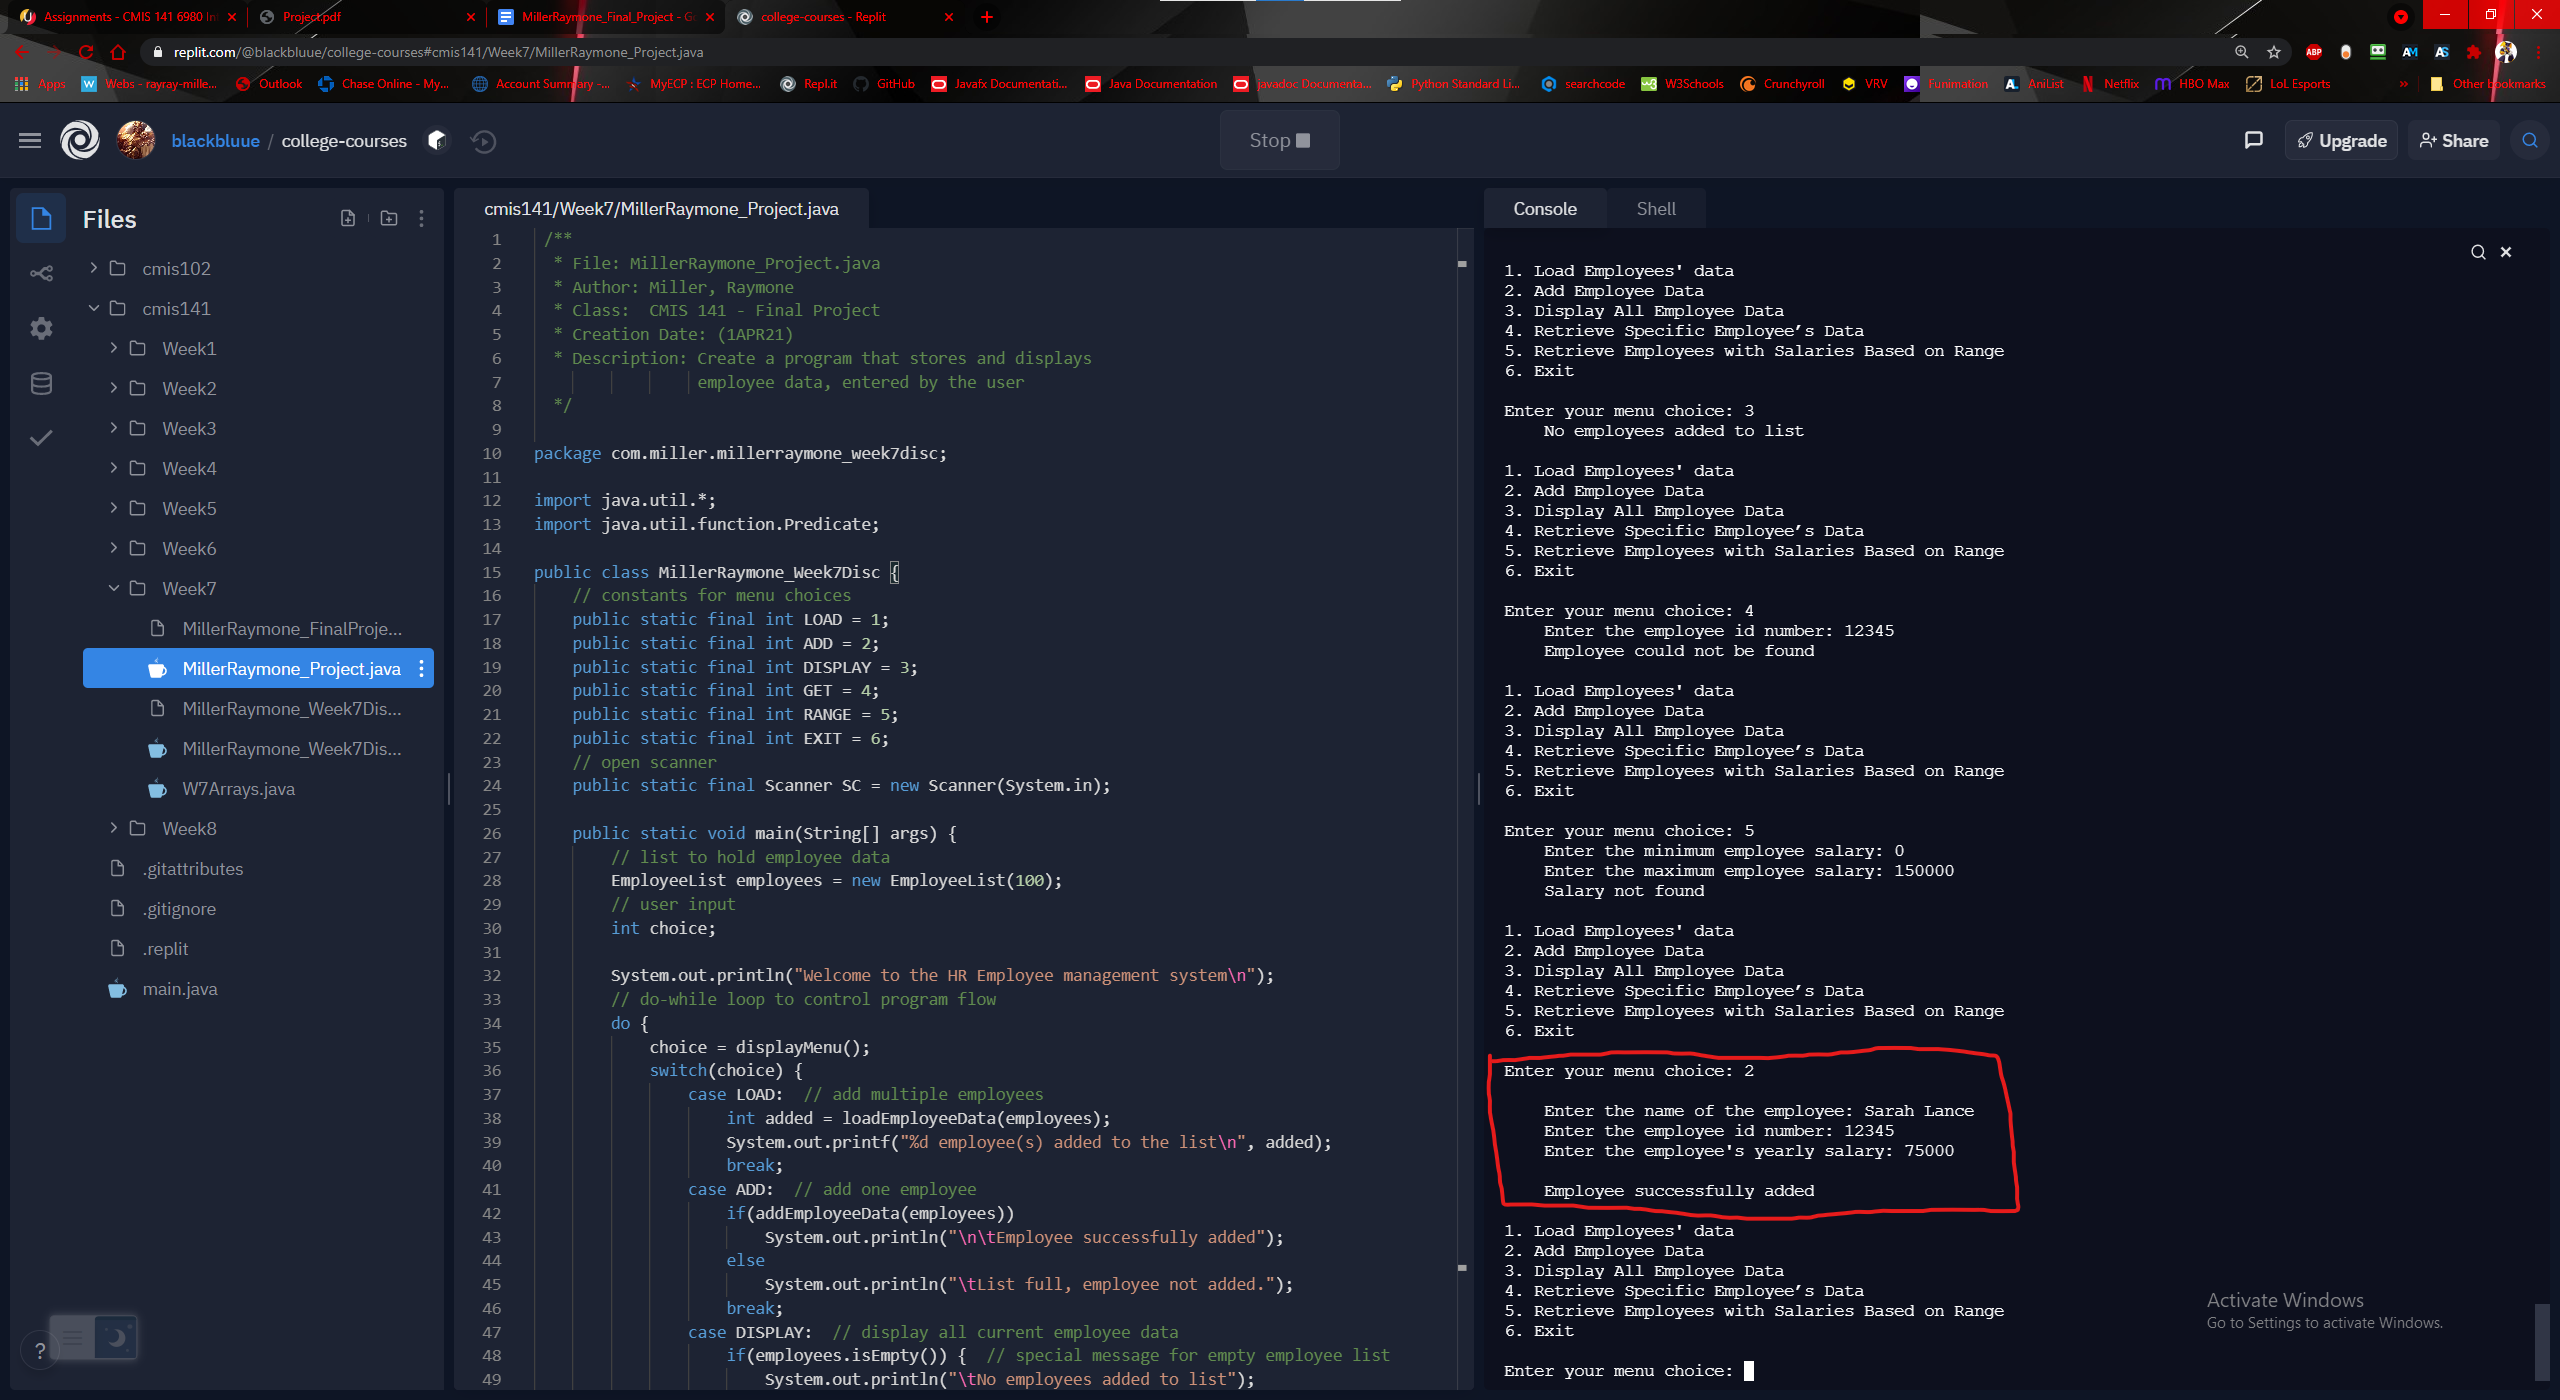 Assignments - CMIS 141 6980 In
Project.pdf
MillerRaymone_Final_Project - G
college-courses - Replit
replit.com/@blackbluue/college-courses#cmis141/Week7/MillerRaymone_Project.java
ABP
AM
AS
Apps
Webs - rayray-mille...
Outlook
Chase Online - My...
Account Summary -...
MyECP : ECP Home...
RepLit
GitHub
Javafx Documentati...
Java Documentation
javadoc Documenta...
Python Standard Li...
searchcode
W3Schools
Crunchyroll
VRV
Funimation
AniList
Netflix
HBO Max
LoL Esports
»
Other bookmarks
blackbluue / college-courses
Stop
Upgrade
Share
Files
cmis102
cmis141
Week1
Week2
Week3
Week4
Week5
Week6
Week7
MillerRaymone_FinalProje...
MillerRaymone_Project.java
MillerRaymone_Week7Dis...
MillerRaymone_Week7Dis...
W7Arrays.java
Week8
.gitattributes
.gitignore
.replit
main.java
?
cmis141/Week7/MillerRaymone_Project.java
1 /**
2 * File: MillerRaymone_Project.java
3 * Author: Miller, Raymone
4 * Class:  CMIS 141 - Final Project
5 * Creation Date: (1APR21)
6 * Description: Create a program that stores and displays
7 employee data, entered by the user
8 */
9
10 package com.miller.millerraymone_week7disc;
11
12 import java.util.*;
13 import java.util.function.Predicate;
14
15 public class MillerRaymone_Week7Disc {
16 // constants for menu choices
17 public static final int LOAD = 1;
18 public static final int ADD = 2;
19 public static final int DISPLAY = 3;
20 public static final int GET = 4;
21 public static final int RANGE = 5;
22 public static final int EXIT = 6;
23 // open scanner
24 public static final Scanner SC = new Scanner(System.in);
25
26 public static void main(String[] args) {
27 // list to hold employee data
28 EmployeeList employees = new EmployeeList(100);
29 // user input
30 int choice;
31
32 System.out.println("Welcome to the HR Employee management system\n");
33 // do-while loop to control program flow
34 do {
35 choice = displayMenu();
36 switch(choice) {
37 case LOAD:  // add multiple employees
38 int added = loadEmployeeData(employees);
39 System.out.printf("%d employee(s) added to the list\n", added);
40 break;
41 case ADD:  // add one employee
42 if(addEmployeeData(employees))
43 System.out.println("\n\tEmployee successfully added");
44 else
45 System.out.println("\tList full, employee not added.");
46 break;
47 case DISPLAY:  // display all current employee data
48 if(employees.isEmpty()) {  // special message for empty employee list
49 System.out.println("\tNo employees added to list");
Console
Shell
1. Load Employees' data
2. Add Employee Data
3. Display All Employee Data
4. Retrieve Specific Employee’s Data
5. Retrieve Employees with Salaries Based on Range
6. Exit
Enter your menu choice: 3
No employees added to list
1. Load Employees' data
2. Add Employee Data
3. Display All Employee Data
4. Retrieve Specific Employee’s Data
5. Retrieve Employees with Salaries Based on Range
6. Exit
Enter your menu choice: 4
Enter the employee id number: 12345
Employee could not be found
1. Load Employees' data
2. Add Employee Data
3. Display All Employee Data
4. Retrieve Specific Employee’s Data
5. Retrieve Employees with Salaries Based on Range
6. Exit
Enter your menu choice: 5
Enter the minimum employee salary: 0
Enter the maximum employee salary: 150000
Salary not found
1. Load Employees' data
2. Add Employee Data
3. Display All Employee Data
4. Retrieve Specific Employee’s Data
5. Retrieve Employees with Salaries Based on Range
6. Exit
Enter your menu choice: 2
Enter the name of the employee: Sarah Lance
Enter the employee id number: 12345
Enter the employee's yearly salary: 75000
Employee successfully added
1. Load Employees' data
2. Add Employee Data
3. Display All Employee Data
4. Retrieve Specific Employee’s Data
5. Retrieve Employees with Salaries Based on Range
6. Exit
Enter your menu choice:
Activate Windows
Go to Settings to activate Windows.